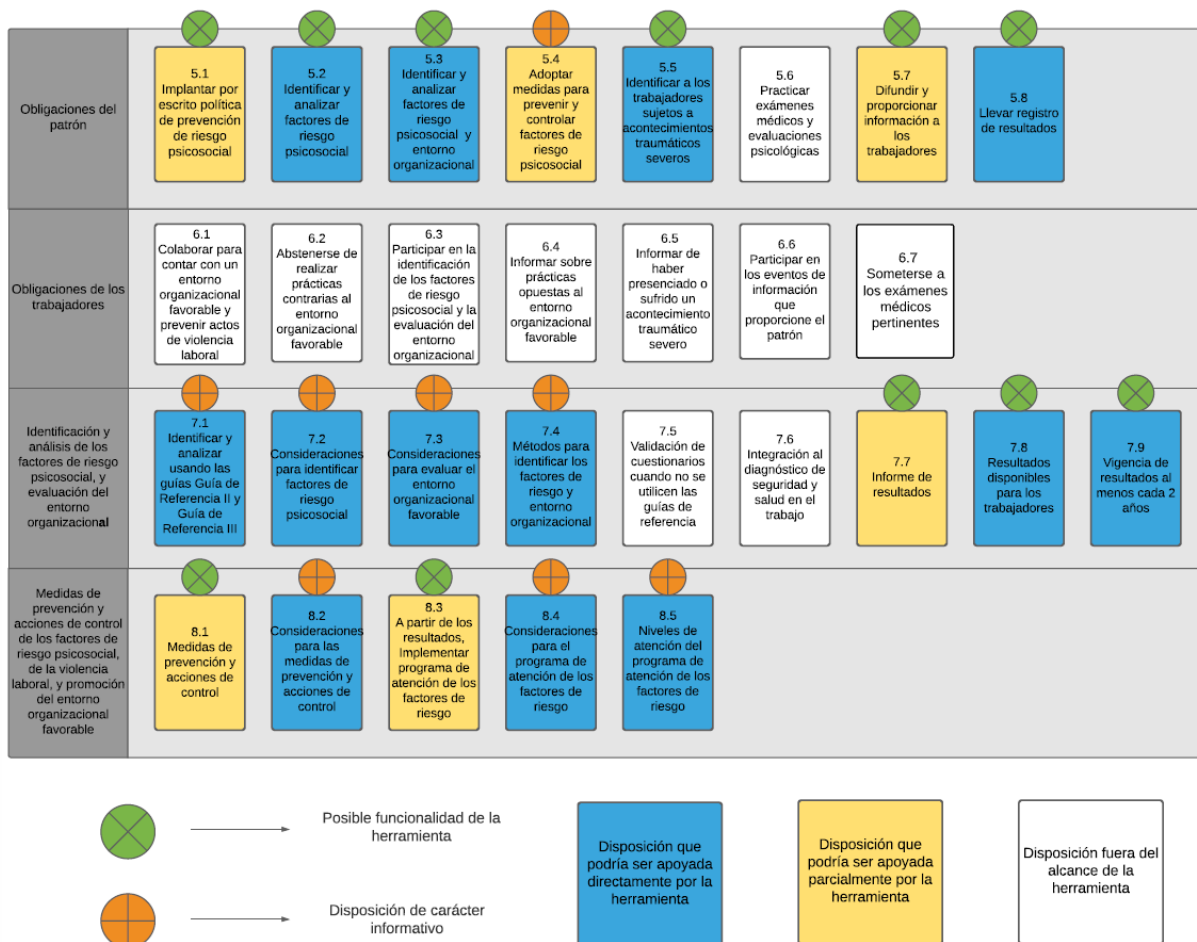 Obligaciones del
patrón
5.1
Implantar por
escrito política
de prevención
de riesgo
psicosocial
5.2
Identificar y
analizar
factores de
riesgo
psicosocial
5.3
Identificar y
analizar
factores de
riesgo
psicosocial y
entorno
organizacional
5.4
Adoptar
medidas para
prevenir y
controlar
factores de
riesgo
psicosocial
5.5
Identificar a los
trabajadores
sujetos a
acontecimientos
traumáticos
severos
5.6
Practicar
exámenes
médicos y
evaluaciones
psicológicas
5.7
Difundir y
proporcionar
información a
los
trabajadores
5.8
Llevar registro
de resultados
Obligaciones de los
trabajadores
6.1
Colaborar para
contar con un
entorno
organizacional
favorable y
prevenir actos
de violencia
laboral
6.2
Abstenerse de
realizar
prácticas
contrarias al
entorno
organizacional
favorable
6.3
Participar en la
identificación
de los factores
de riesgo
psicosocial y la
evaluación del
entorno
organizacional
6.4
Informar sobre
prácticas
opuestas al
entorno
organizacional
favorable
6.5
Informar de
haber
presenciado o
sufrido un
acontecimiento
traumático
severo
6.6
Participar en
los eventos de
información
que
proporcione el
patrón
6.7
Someterse a
los exámenes
médicos
pertinentes
Identificación y
análisis de los
factores de riesgo
psicosocial, y
evaluación del
entorno
organizacional
7.1
Identificar y
analizar
usando las
guías Guía de
Referencia II y
Guía de
Referencia III
7.2
Consideraciones
para identificar
factores de
riesgo
psicosocial
7.3
Consideraciones
para evaluar el
entorno
organizacional
favorable
7.4
Métodos para
identificar los
factores de
riesgo y
entorno
organizacional
7.5
Validación de
cuestionarios
cuando no se
utilicen las
guías de
referencia
7.6
Integración al
diagnóstico de
seguridad y
salud en el
trabajo
7.7
Informe de
resultados
7.8
Resultados
disponibles
para los
trabajadores
7.9
Vigencia de
resultados al
menos cada 2
años
Medidas de
prevención y
acciones de control
de los factores de
riesgo psicosocial,
de la violencia
laboral, y promoción
del entorno
organizacional
favorable
8.1
Medidas de
prevención y
acciones de
control
8.2
Consideraciones
para las
medidas de
prevención y
acciones de
control
8.3
A partir de los
resultados,
Implementar
programa de
atención de los
factores de
riesgo
8.4
Consideraciones
para el
programa de
atención de los
factores de
riesgo
8.5
Niveles de
atención del
programa de
atención de los
factores de
riesgo
Posible funcionalidad de la
herramienta
Disposición de carácter
informativo
Disposición que
podría ser apoyada
directamente por la
herramienta
Disposición que
podría ser apoyada
parcialmente por la
herramienta
Disposición fuera del
alcance de la
herramienta